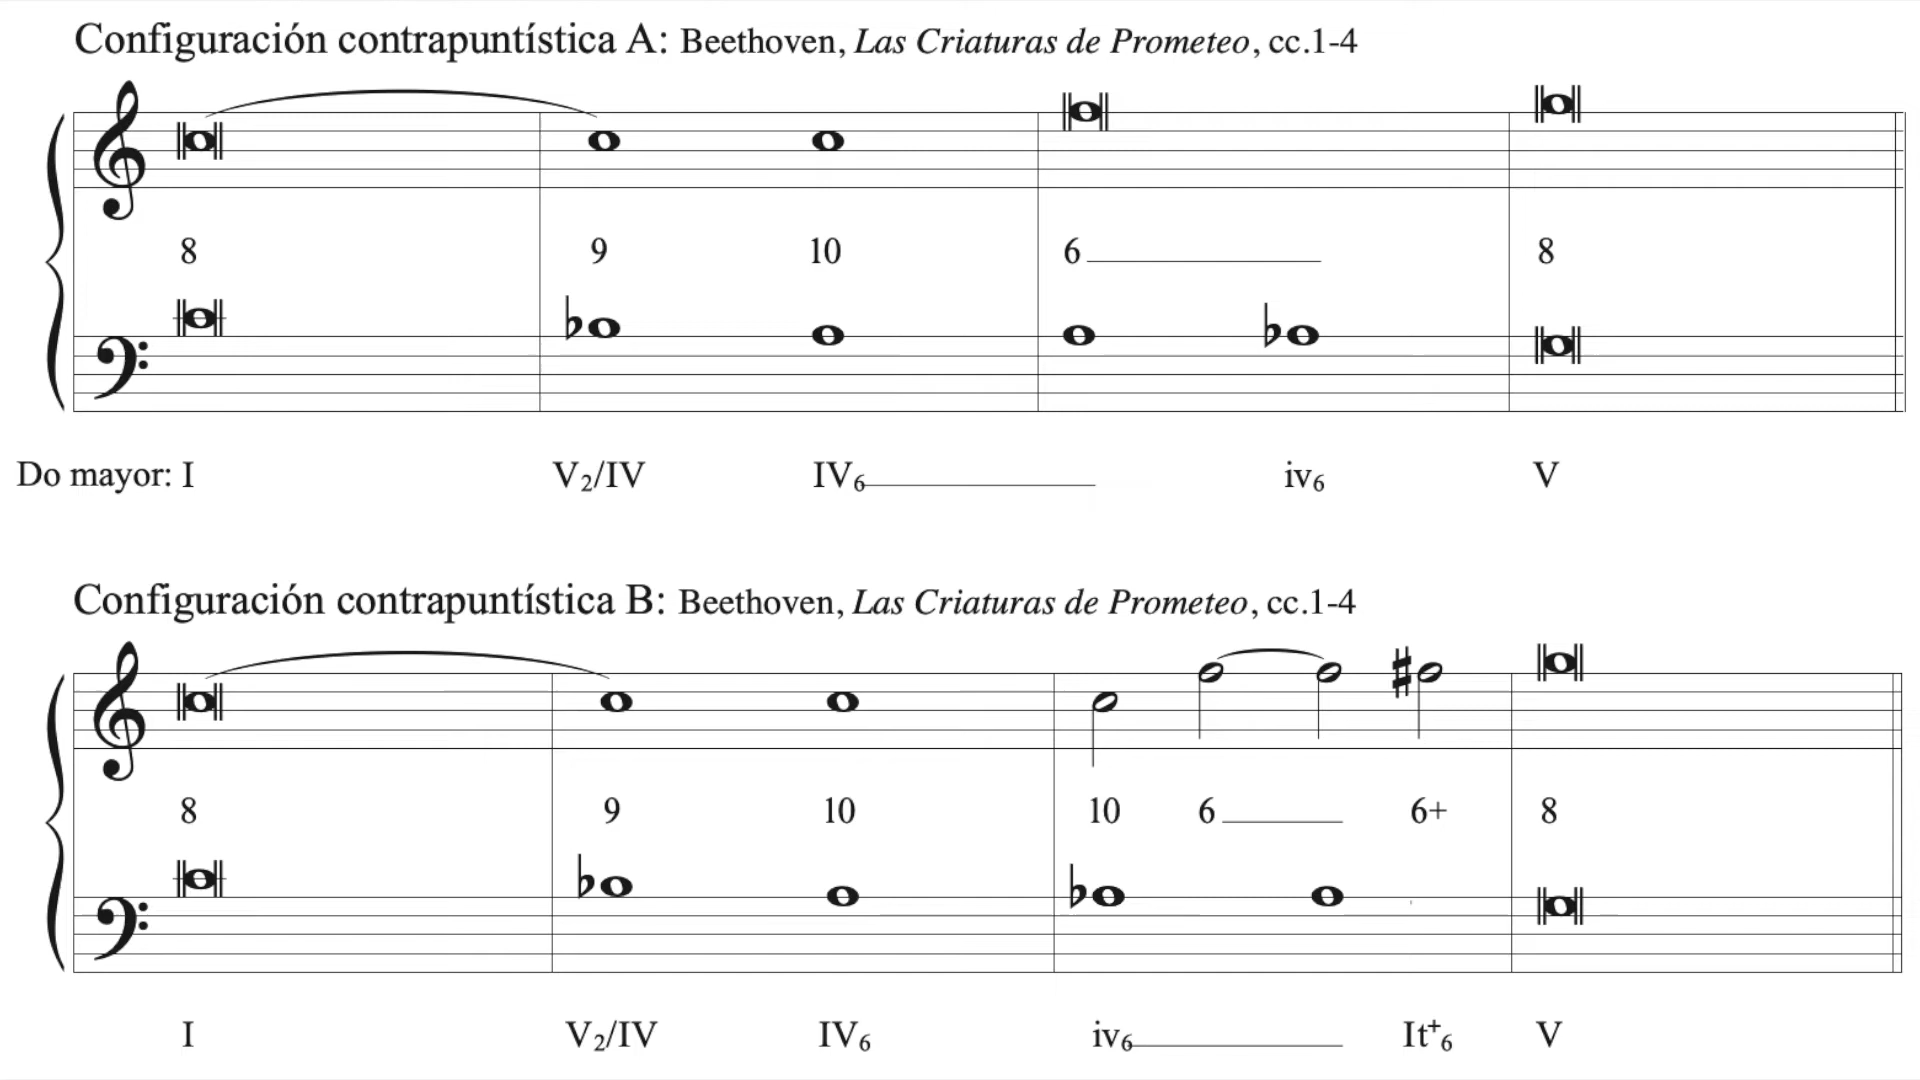 Configuración contrapuntística A: Beethoven, Las Criaturas de Prometeo, cc.1-4
8 9 10 6 8
Do mayor: I V₂/IV IV₆ iv₆ V
Configuración contrapuntística B: Beethoven, Las Criaturas de Prometeo, cc.1-4
8 9 10 10 6 6+ 8
I V₂/IV IV₆ iv₆ It⁺₆ V